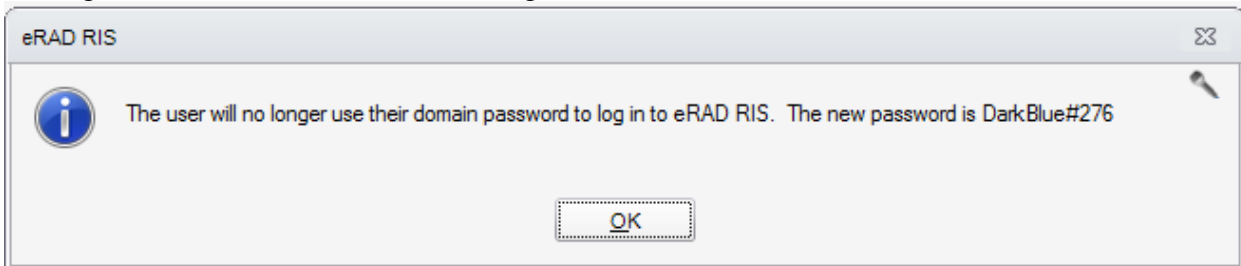 eRAD RIS
The user will no longer use their domain password to log in to eRAD RIS. The new password is DarkBlue#276
OK